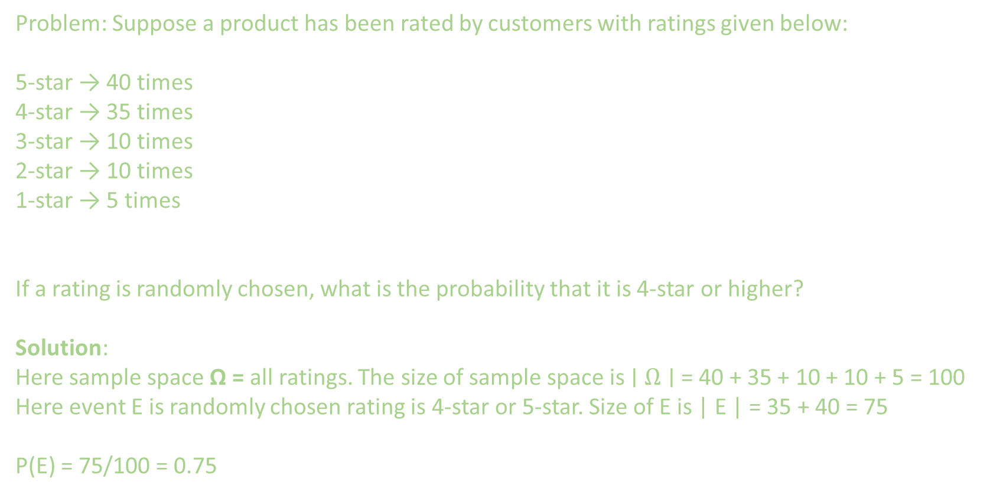 Problem: Suppose a product has been rated by customers with ratings given below:
5-star → 40 times
4-star → 35 times
3-star → 10 times
2-star → 10 times
1-star → 5 times
If a rating is randomly chosen, what is the probability that it is 4-star or higher?
Solution:
Here sample space Ω = all ratings. The size of sample space is | Ω | = 40 + 35 + 10 + 10 + 5 = 100
Here event E is randomly chosen rating is 4-star or 5-star. Size of E is | E | = 35 + 40 = 75
P(E) = 75/100 = 0.75